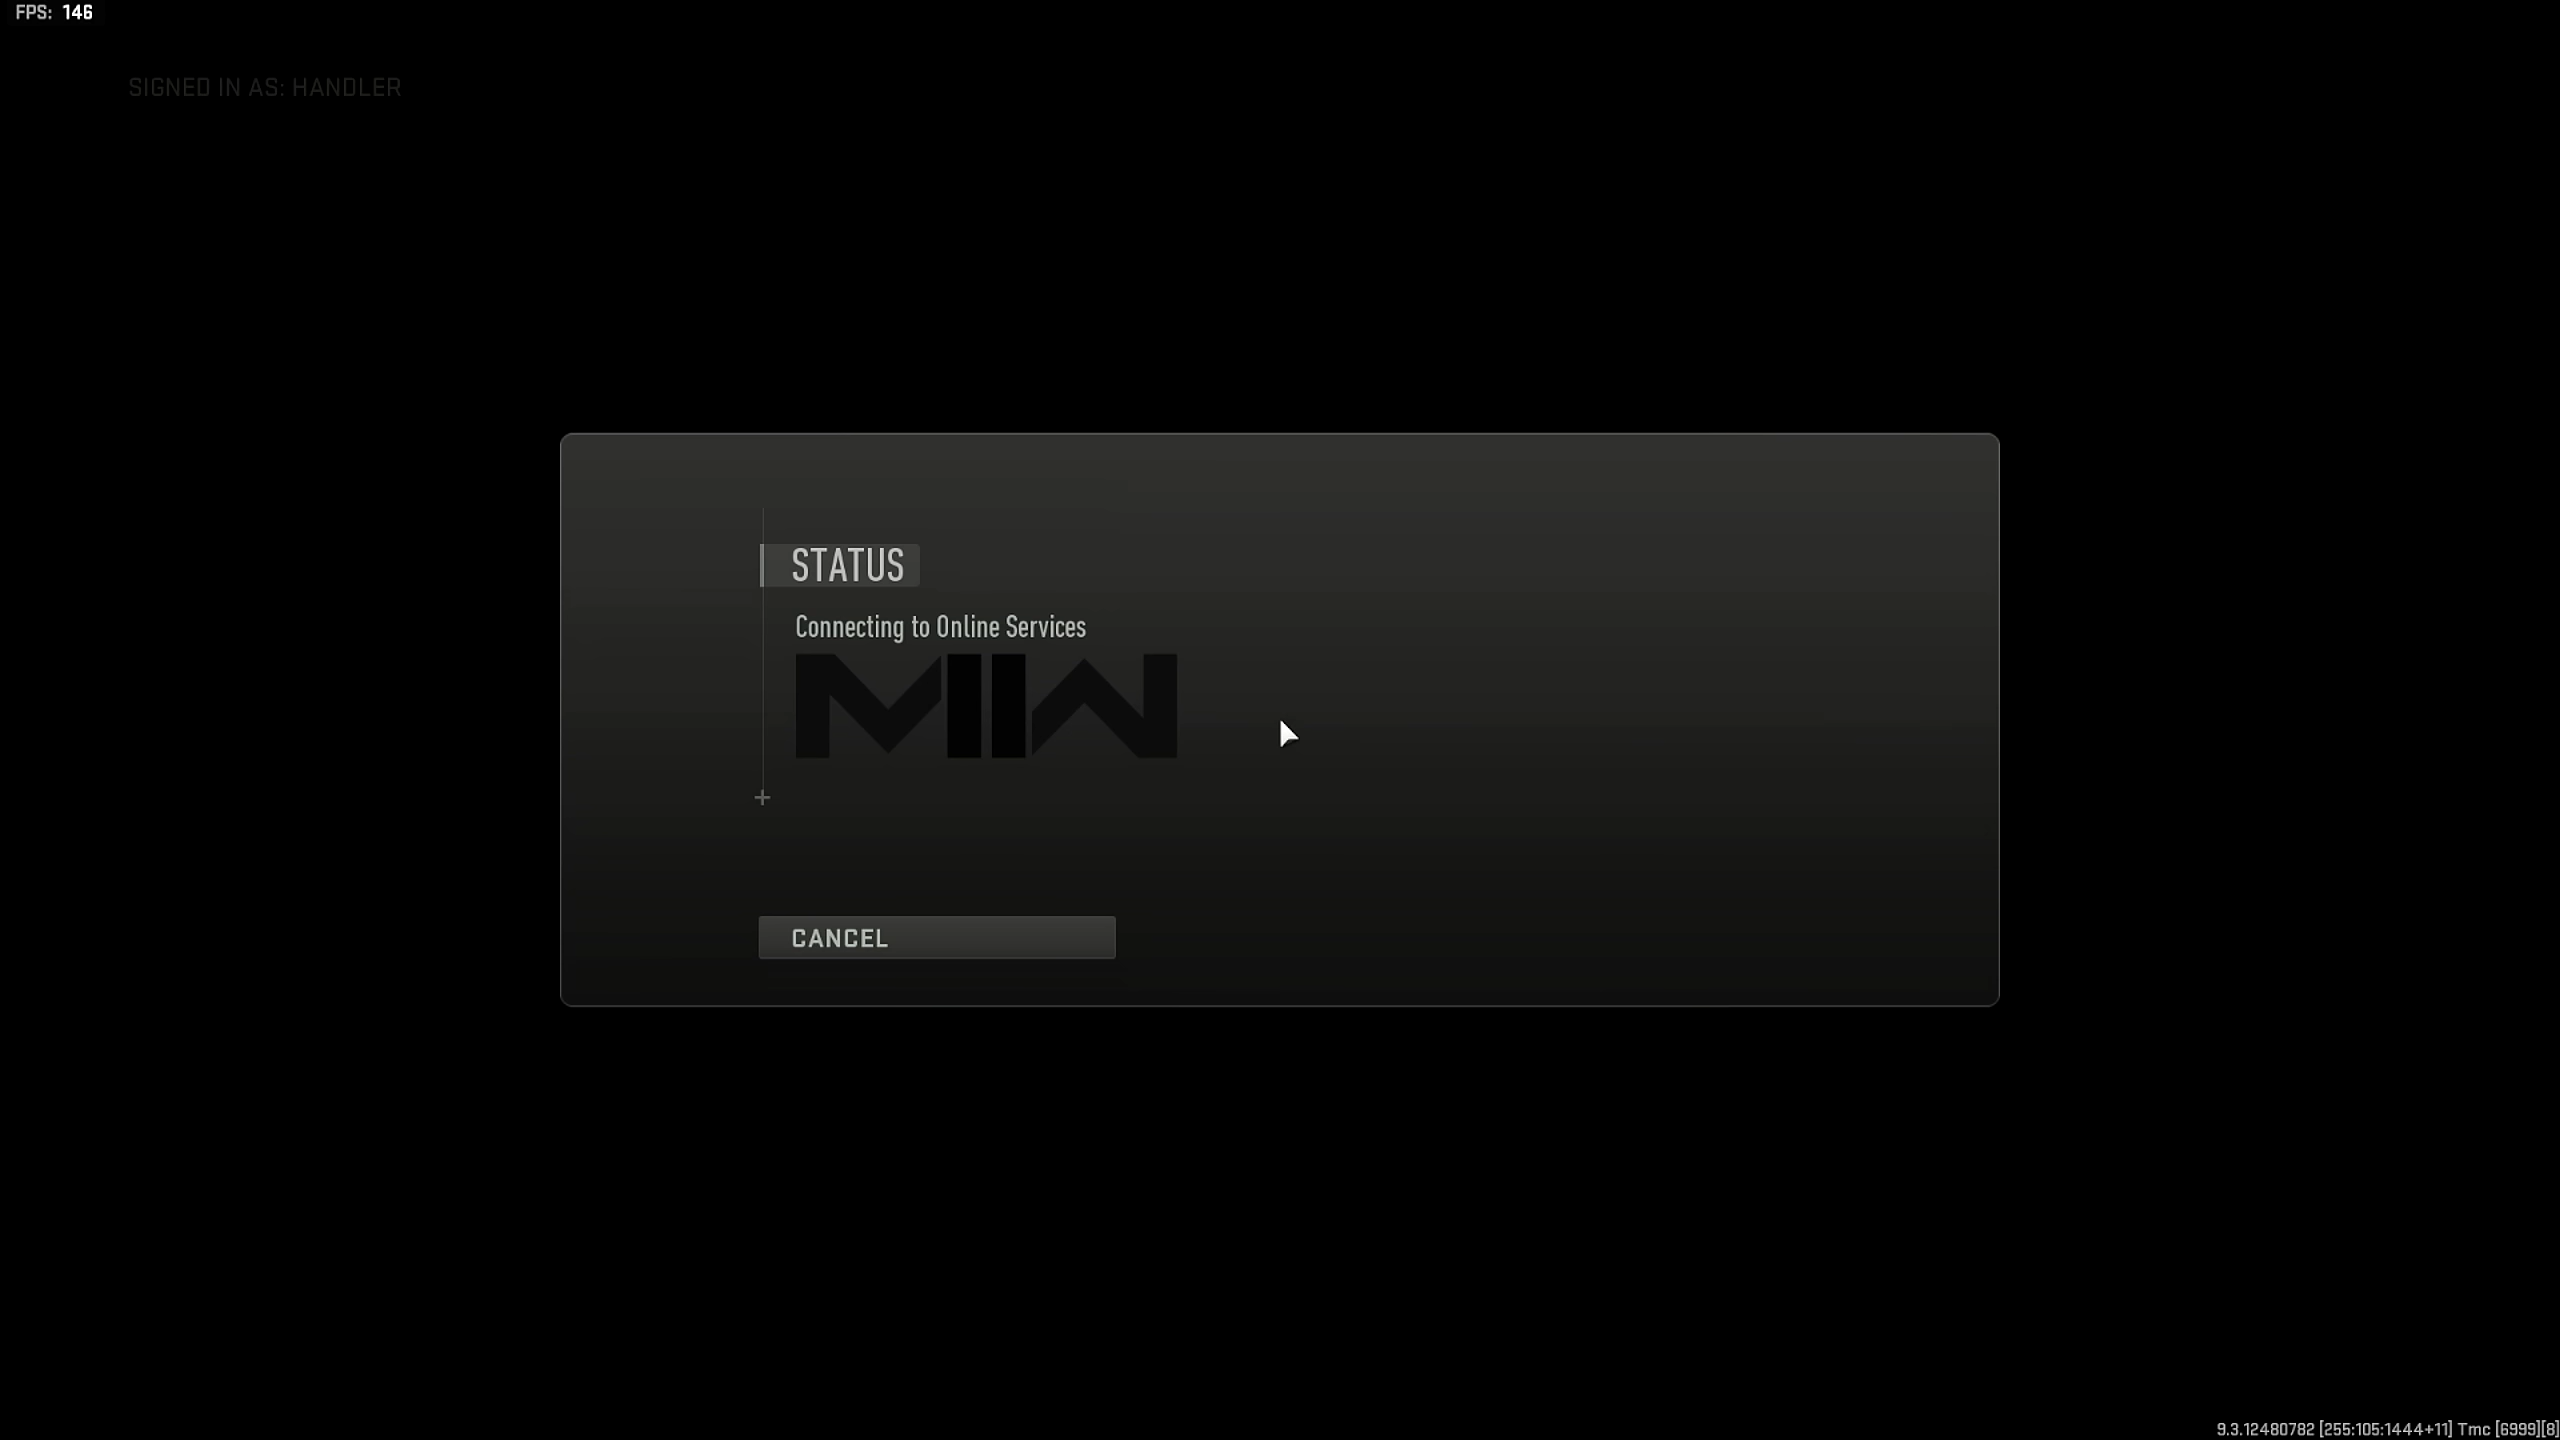 FPS: 146
SIGNED IN AS: HANDLER
STATUS
Connecting to Online Services
MIIW
CANCEL
9.3.12480782 [255:105:1444+11] Tmc [6999][8]